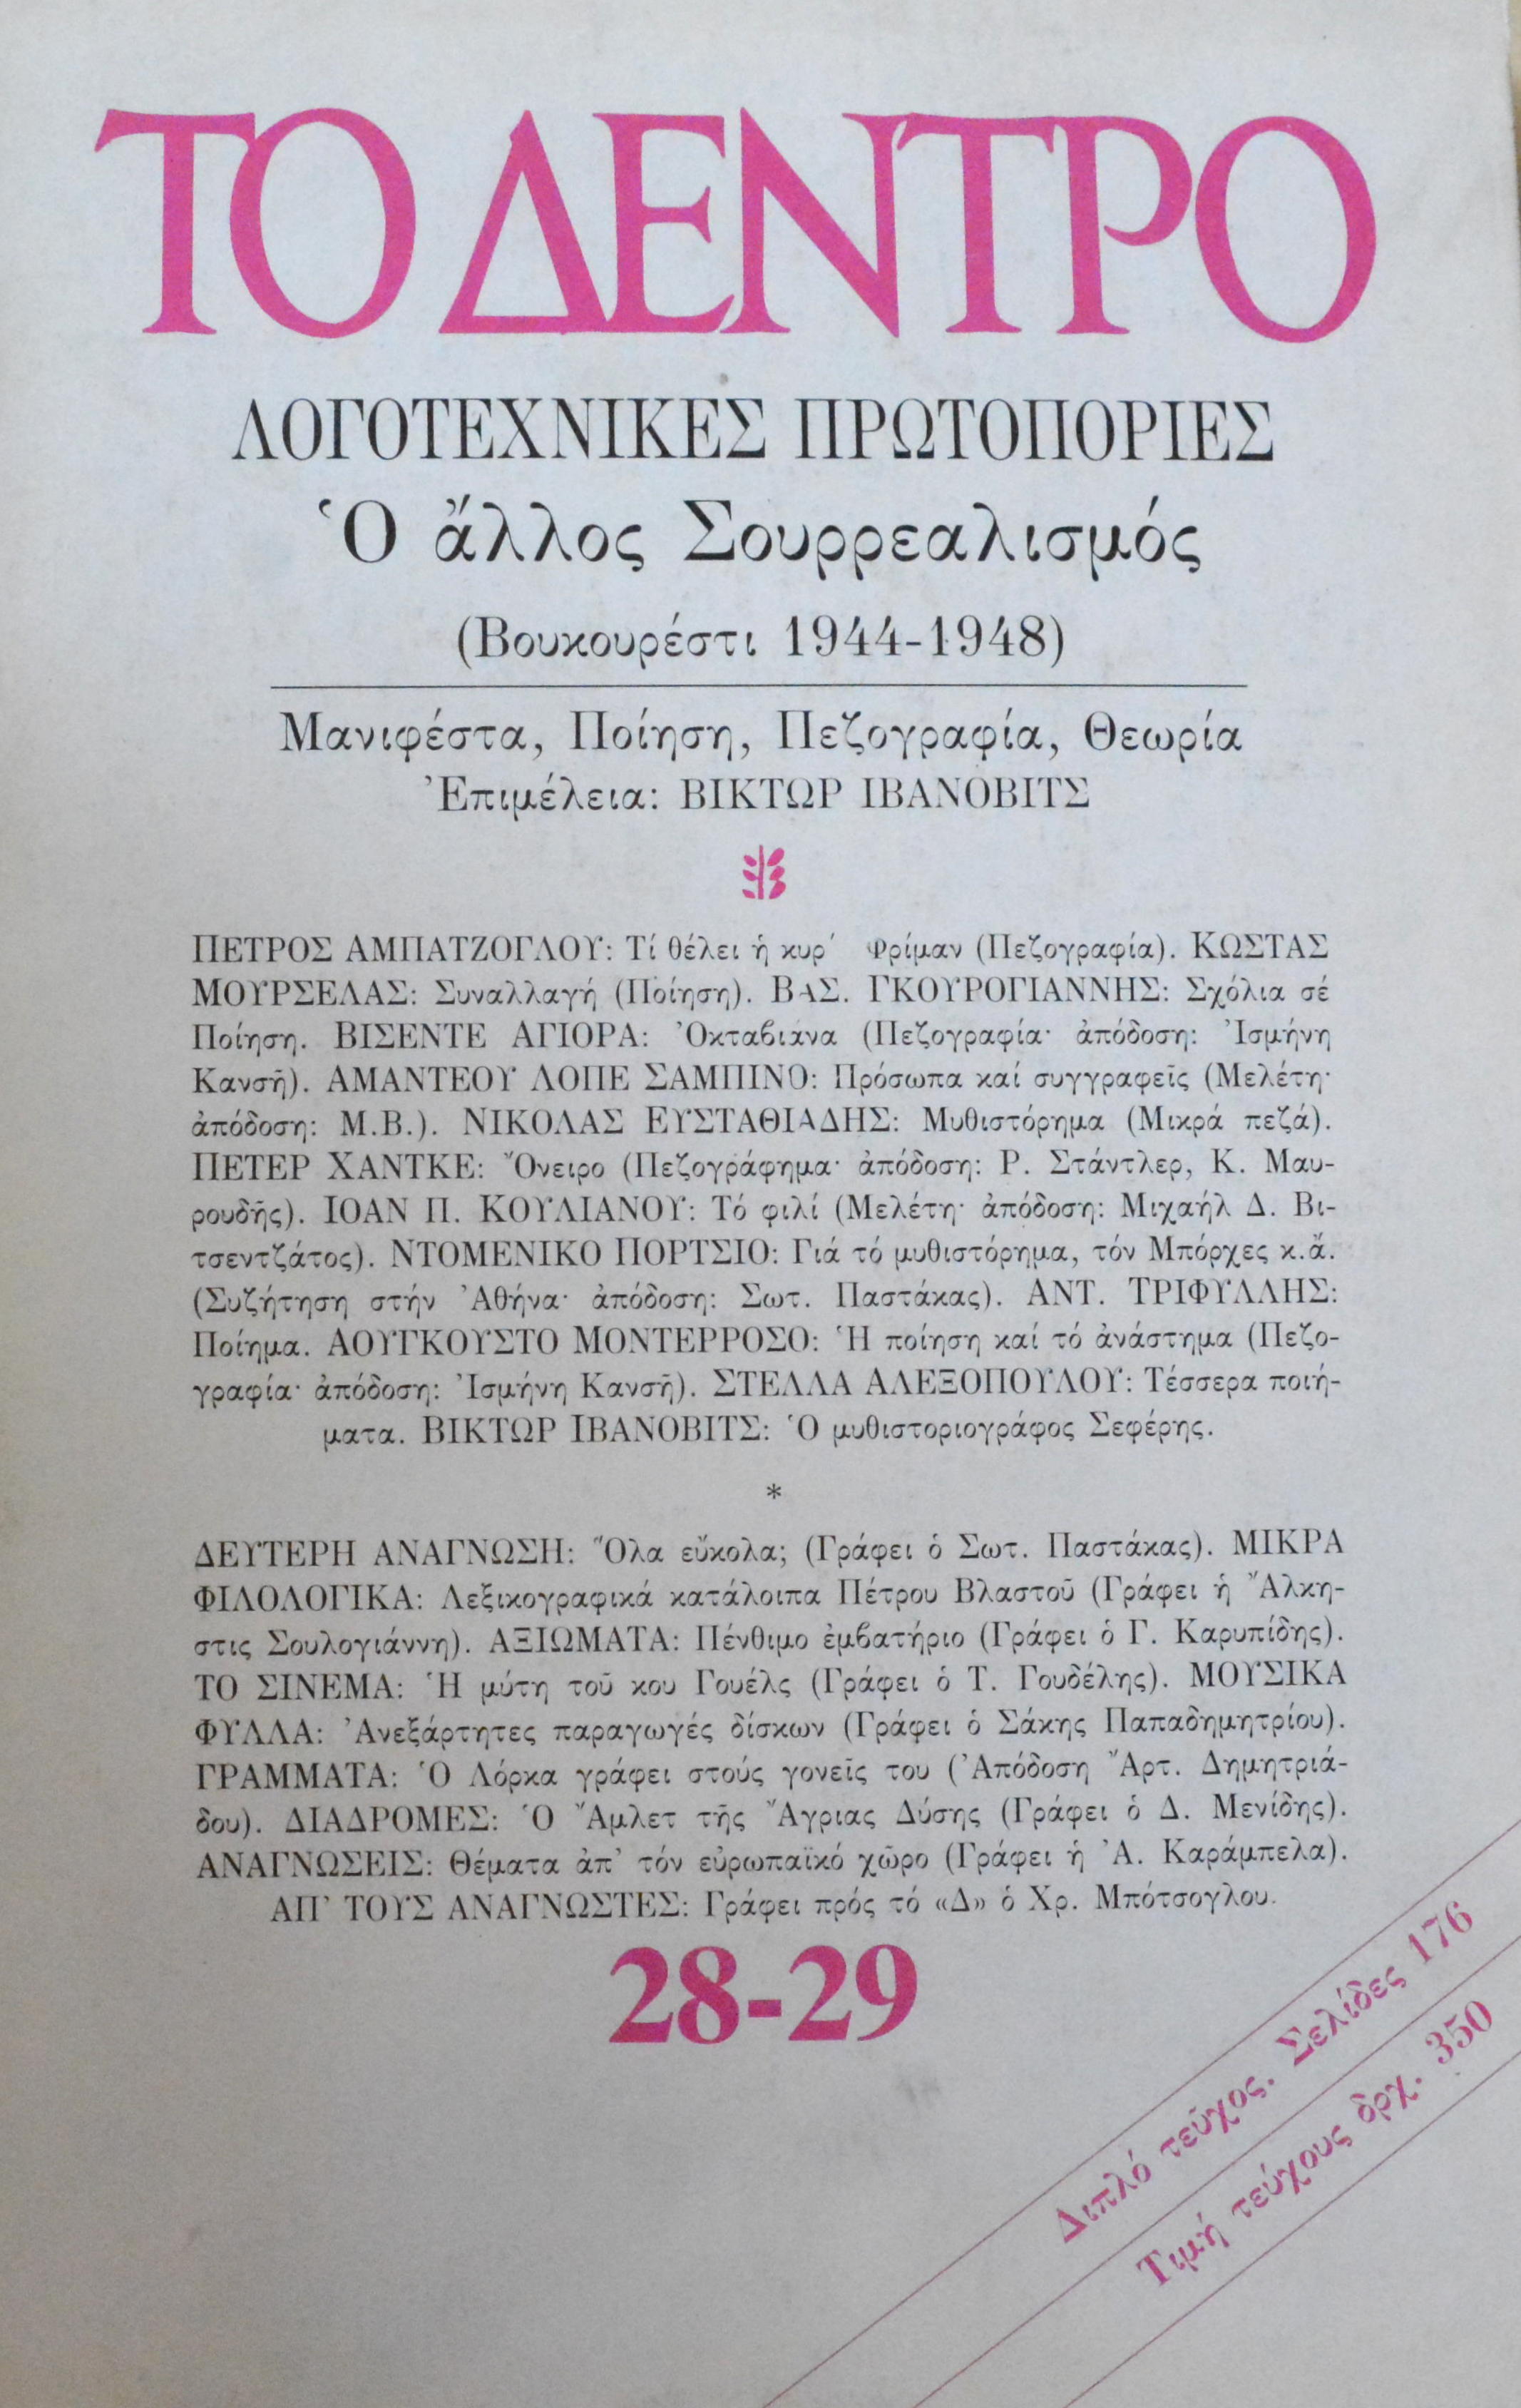 ΤΟ ΔΕΝΤΡΟ
ΛΟΓΟΤΕΧΝΙΚΕΣ ΠΡΩΤΟΠΟΡΙΕΣ
Ὁ ἄλλος Σουρρεαλισμός
(Βουκουρέστι 1944-1948)
Μανιφέστα, Ποίηση, Πεζογραφία, Θεωρία
Ἐπιμέλεια: ΒΙΚΤΩΡ ΙΒΑΝΟΒΙΤΣ
ΠΕΤΡΟΣ ΑΜΠΑΤΖΟΓΛΟΥ: Τί θέλει ἡ κυρ΄ Φρίμαν (Πεζογραφία). ΚΩΣΤΑΣ
ΜΟΥΡΣΕΛΑΣ: Συναλλαγή (Ποίηση). ΒΑΣ. ΓΚΟΥΡΟΓΙΑΝΝΗΣ: Σχόλια σέ
Ποίηση. ΒΙΣΕΝΤΕ ΑΓΙΟΡΑ: Ὀκταβιάνα (Πεζογραφία· ἀπόδοση: Ἰσμήνη
Κανσῆ). ΑΜΑΝΤΕΟΥ ΛΟΠΕ ΣΑΜΠΙΝΟ: Πρόσωπα καί συγγραφεῖς (Μελέτη·
ἀπόδοση: Μ.Β.). ΝΙΚΟΛΑΣ ΕΥΣΤΑΘΙΑΔΗΣ: Μυθιστόρημα (Μικρά πεζά).
ΠΕΤΕΡ ΧΑΝΤΚΕ: Ὄνειρο (Πεζογράφημα· ἀπόδοση: Ρ. Στάντλερ, Κ. Μαυ-
ρουδῆς). ΙΟΑΝ Π. ΚΟΥΛΙΑΝΟΥ: Τό φιλί (Μελέτη· ἀπόδοση: Μιχαήλ Δ. Βι-
τσεντζάτος). ΝΤΟΜΕΝΙΚΟ ΠΟΡΤΣΙΟ: Γιά τό μυθιστόρημα, τόν Μπόρχες κ.ἄ.
(Συζήτηση στήν Ἀθήνα· ἀπόδοση: Σωτ. Παστάκας). ΑΝΤ. ΤΡΙΦΥΛΛΗΣ:
Ποίημα. ΑΟΥΓΚΟΥΣΤΟ ΜΟΝΤΕΡΡΟΣΟ: Ἡ ποίηση καί τό ἀνάστημα (Πεζο-
γραφία· ἀπόδοση: Ἰσμήνη Κανσῆ). ΣΤΕΛΛΑ ΑΛΕΞΟΠΟΥΛΟΥ: Τέσσερα ποιή-
ματα. ΒΙΚΤΩΡ ΙΒΑΝΟΒΙΤΣ: Ὁ μυθιστοριογράφος Σεφέρης.
*
ΔΕΥΤΕΡΗ ΑΝΑΓΝΩΣΗ: Ὅλα εὔκολα; (Γράφει ὁ Σωτ. Παστάκας). ΜΙΚΡΑ
ΦΙΛΟΛΟΓΙΚΑ: Λεξικογραφικά κατάλοιπα Πέτρου Βλαστοῦ (Γράφει ἡ Ἄλκη-
στις Σουλογιάννη). ΑΞΙΩΜΑΤΑ: Πένθιμο ἐμβατήριο (Γράφει ὁ Γ. Καρυπίδης).
ΤΟ ΣΙΝΕΜΑ: Ἡ μύτη τοῦ κου Γουέλς (Γράφει ὁ Τ. Γουδέλης). ΜΟΥΣΙΚΑ
ΦΥΛΛΑ: Ἀνεξάρτητες παραγωγές δίσκων (Γράφει ὁ Σάκης Παπαδημητρίου).
ΓΡΑΜΜΑΤΑ: Ὁ Λόρκα γράφει στούς γονεῖς του (Ἀπόδοση Ἄρτ. Δημητριά-
δου). ΔΙΑΔΡΟΜΕΣ: Ὁ Ἄμλετ τῆς Ἄγριας Δύσης (Γράφει ὁ Δ. Μενίδης).
ΑΝΑΓΝΩΣΕΙΣ: Θέματα ἀπ' τόν εὐρωπαϊκό χῶρο (Γράφει ἡ Ἀ. Καράμπελα).
ΑΠ' ΤΟΥΣ ΑΝΑΓΝΩΣΤΕΣ: Γράφει πρός τό «Δ» ὁ Χρ. Μπότσογλου.
28-29
Διπλό τεῦχος. Σελίδες 176
Τιμή τεύχους δρχ. 350